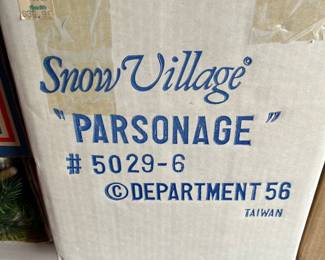 Snow Village©
"PARSONAGE"
# 5029-6
©DEPARTMENT 56
TAIWAN